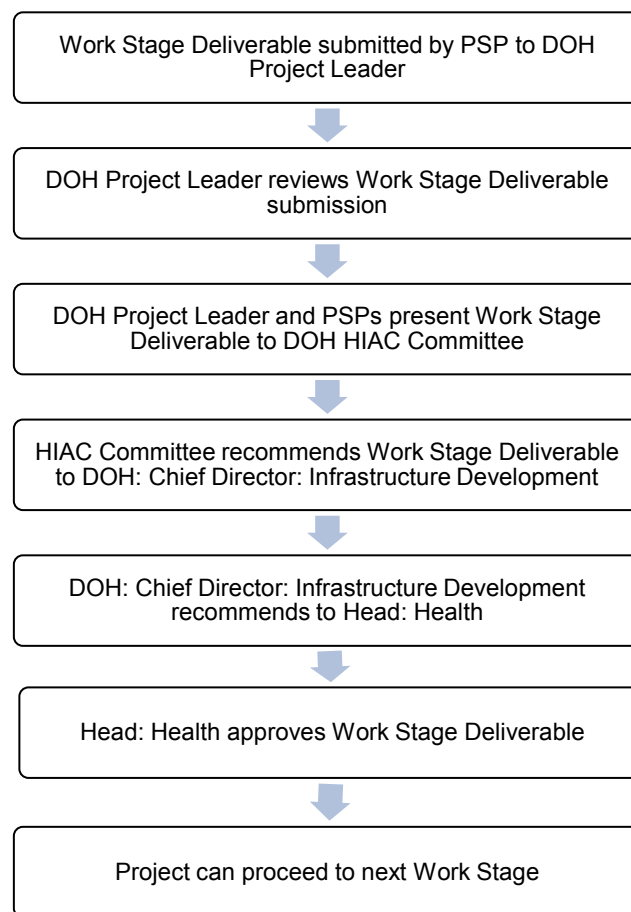 Work Stage Deliverable submitted by PSP to DOH
Project Leader
DOH Project Leader reviews Work Stage Deliverable
submission
DOH Project Leader and PSPs present Work Stage
Deliverable to DOH HIAC Committee
HIAC Committee recommends Work Stage Deliverable
to DOH: Chief Director: Infrastructure Development
DOH: Chief Director: Infrastructure Development
recommends to Head: Health
Head: Health approves Work Stage Deliverable
Project can proceed to next Work Stage